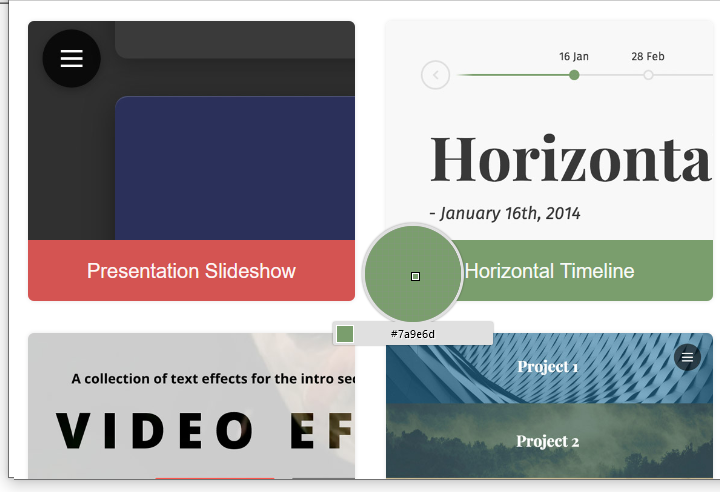 16 Jan 28 Feb
Horizonta
- January 16th, 2014
Presentation Slideshow
Horizontal Timeline
#7a9e6d
A collection of text effects for the intro sec
VIDEO EF
Project 1
Project 2